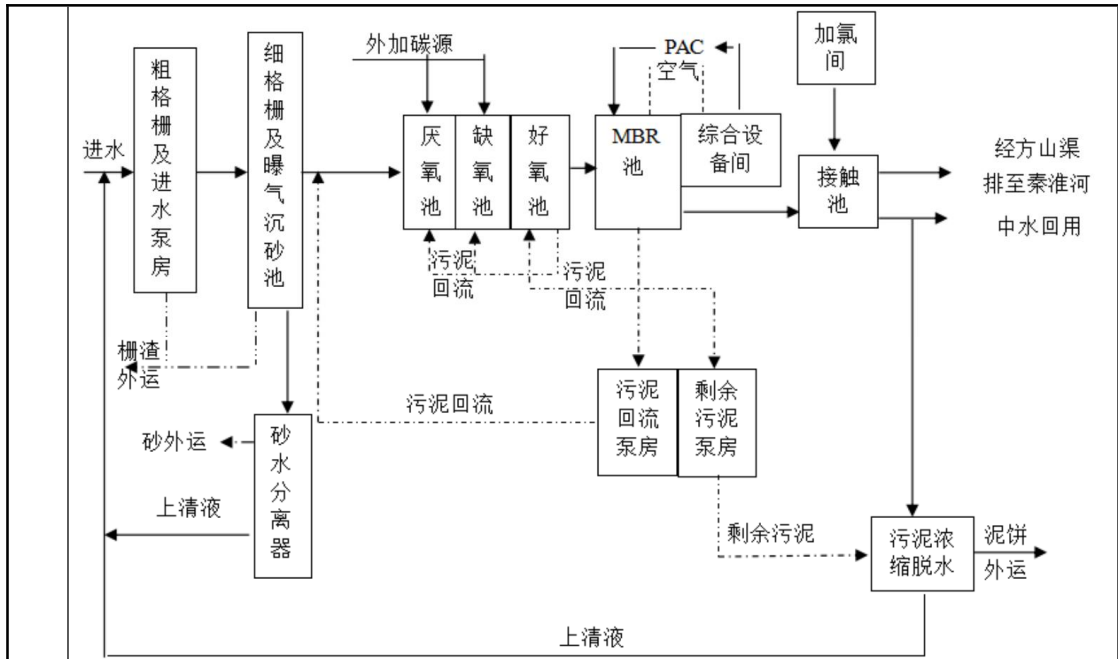 粗格栅及进水泵房
细格栅及曝气沉砂池
外加碳源
PAC
空气
加氯
间
进水
厌氧池
缺氧池
好氧池
MBR
池
综合设
备间
接触
池
经方山渠
排至秦淮河
中水回用
污泥
回流
污泥
回流
栅渣
外运
污泥回流
污泥
回流
泵房
剩余
污泥
泵房
砂外运
砂水分离器
上清液
剩余污泥
污泥浓
缩脱水
泥饼
外运
上清液